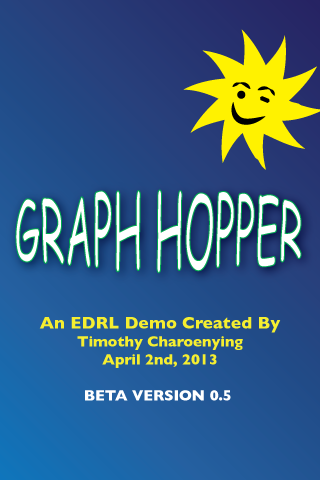 GRAPH HOPPER
An EDRL Demo Created By
Timothy Charoenying
April 2nd, 2013
BETA VERSION 0.5